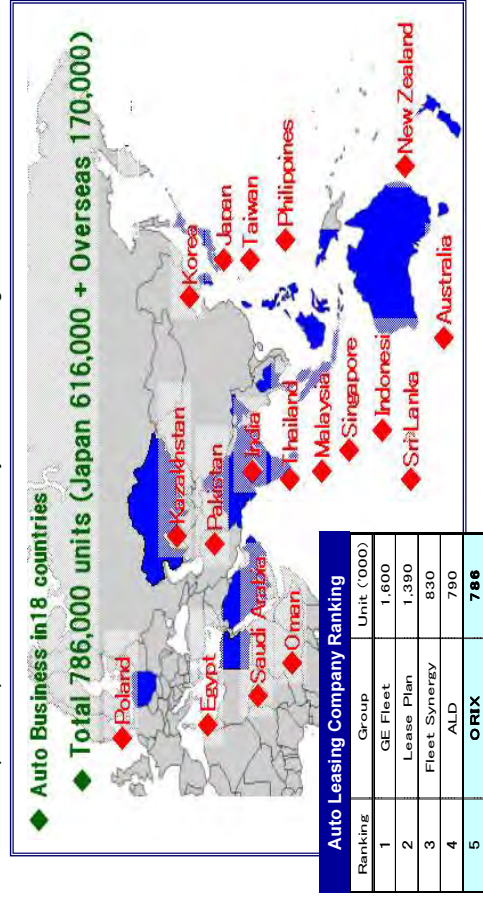 ◆ Auto Business in 18 countries
◆ Total 786,000 units (Japan 616,000 + Overseas 170,000)
Poland
Kazakhstan
Korea
Japan
Egypt
Pakistan
Taiwan
Saudi Arabia
India
Philippines
Oman
Thailand
Malaysia
Singapore
Indonesi
Sri Lanka
New Zealand
Australia
Auto Leasing Company Ranking
Ranking Group Unit ('000)
1 GE Fleet 1,600
2 Lease Plan 1,390
3 Fleet Synergy 830
4 ALD 790
5 ORIX 786